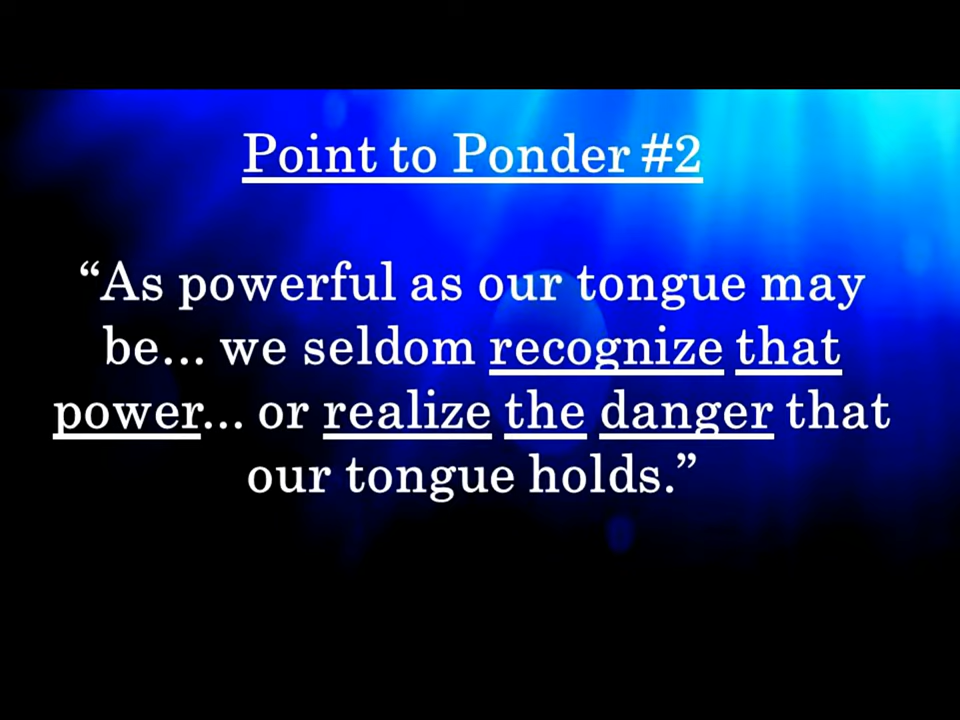 Point to Ponder #2
“As powerful as our tongue may
be... we seldom recognize that
power... or realize the danger that
our tongue holds.”